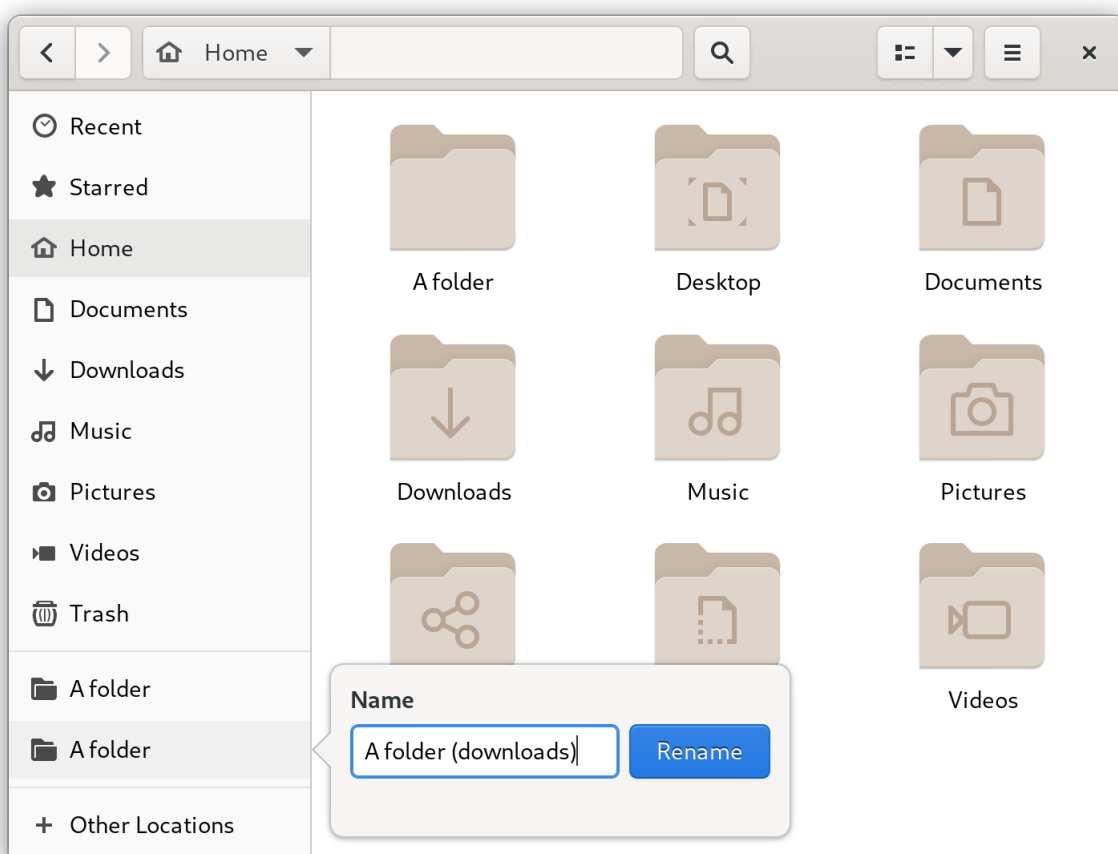 Home
Recent
Starred
Home
Documents
Downloads
Music
Pictures
Videos
Trash
A folder
A folder
Other Locations
A folder
Desktop
Documents
Downloads
Music
Pictures
Videos
Name
A folder (downloads)
Rename